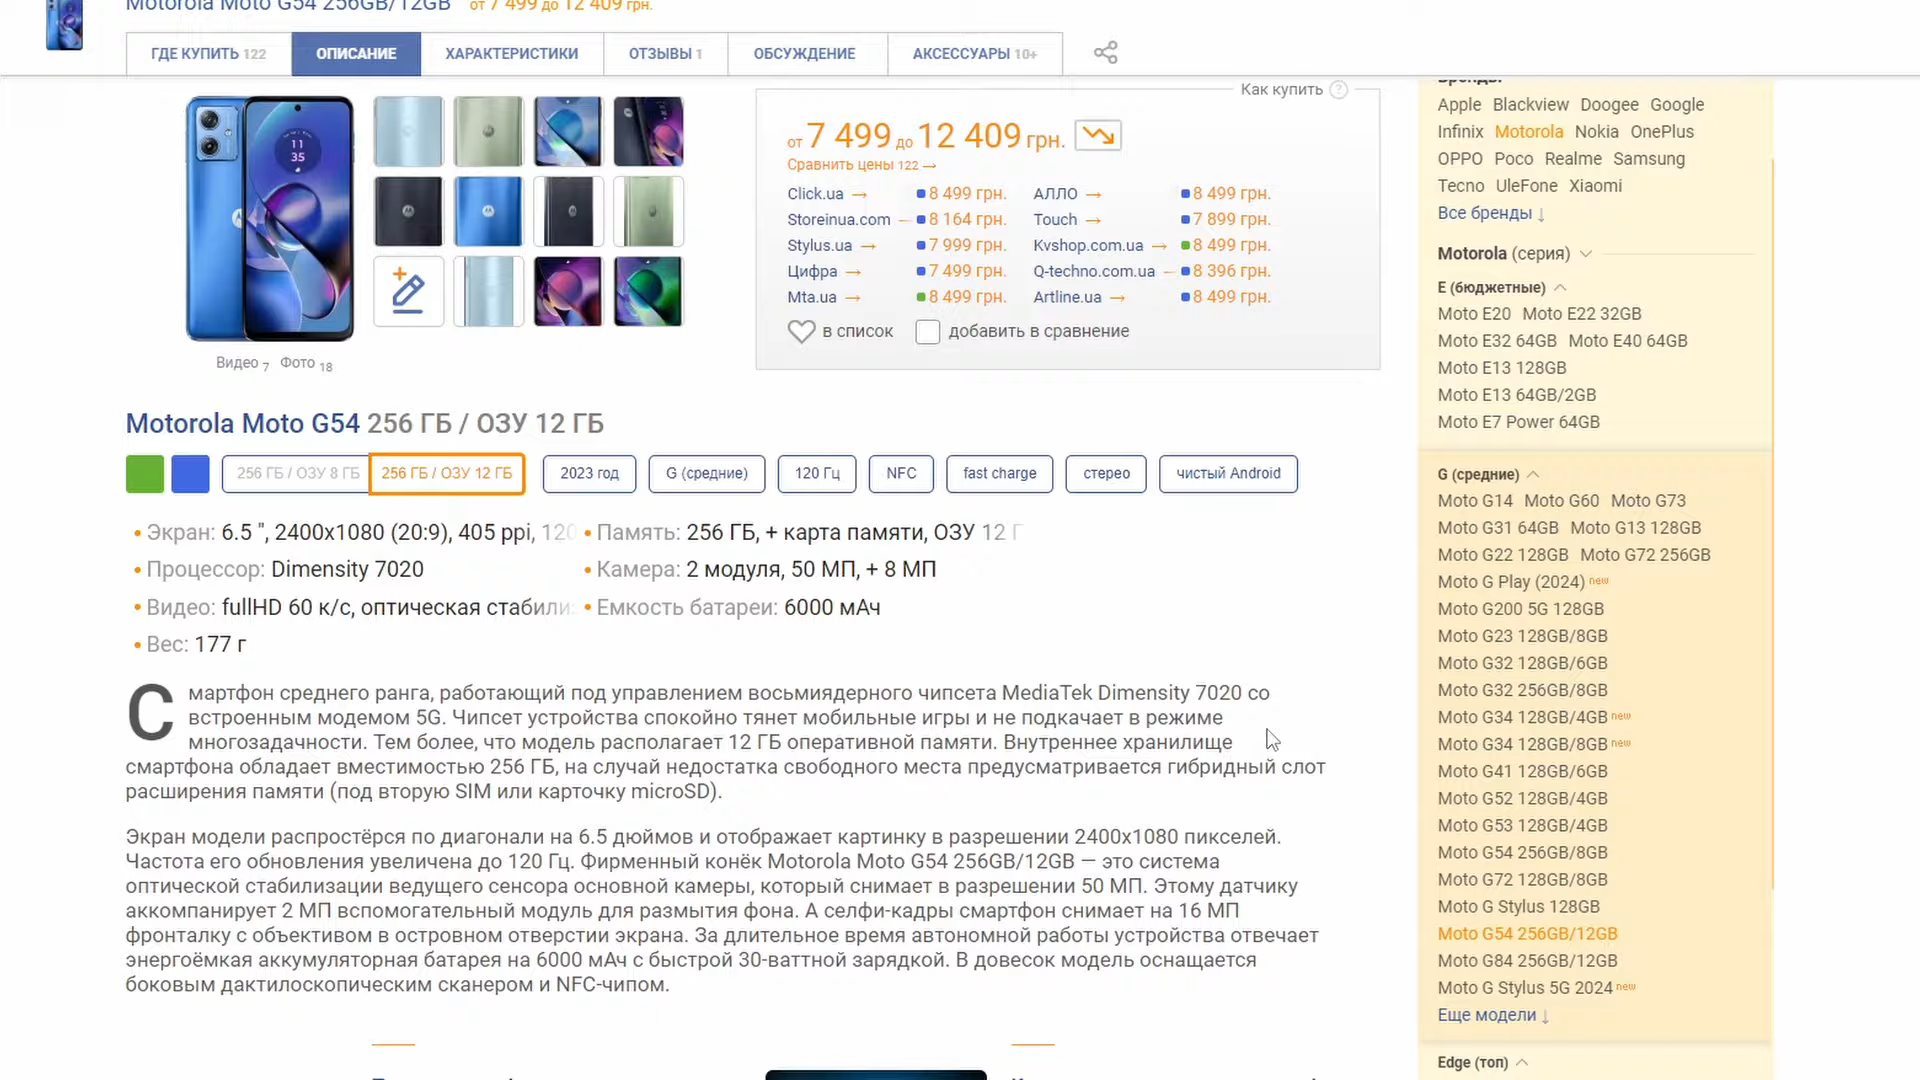 Motorola Moto G54 256GB/12GB от 7 499 до 12 409 грн.
ГДЕ КУПИТЬ 122
ОПИСАНИЕ
ХАРАКТЕРИСТИКИ
ОТЗЫВЫ 1
ОБСУЖДЕНИЕ
АКСЕССУАРЫ 10+
11
35
Видео 7 Фото 18
Как купить ?
от 7 499 до 12 409 грн.
Сравнить цены 122 →
Click.ua → 8 499 грн. АЛЛО → 8 499 грн.
Storeinua.com → 8 164 грн. Touch → 7 899 грн.
Stylus.ua → 7 999 грн. Kvshop.com.ua → 8 499 грн.
Цифра → 7 499 грн. Q-techno.com.ua → 8 396 грн.
Mta.ua → 8 499 грн. Artline.ua → 8 499 грн.
в список добавить в сравнение
Motorola Moto G54 256 ГБ / ОЗУ 12 ГБ
256 ГБ / ОЗУ 8 ГБ 256 ГБ / ОЗУ 12 ГБ 2023 год G (средние) 120 Гц NFC fast charge стерео чистый Android
• Экран: 6.5 ", 2400x1080 (20:9), 405 ppi, 120 • Память: 256 ГБ, + карта памяти, ОЗУ 12 Г
• Процессор: Dimensity 7020 • Камера: 2 модуля, 50 МП, + 8 МП
• Видео: fullHD 60 к/с, оптическая стабили • Емкость батареи: 6000 мАч
• Вес: 177 г
Смартфон среднего ранга, работающий под управлением восьмиядерного чипсета MediaTek Dimensity 7020 со
встроенным модемом 5G. Чипсет устройства спокойно тянет мобильные игры и не подкачает в режиме
многозадачности. Тем более, что модель располагает 12 ГБ оперативной памяти. Внутреннее хранилище
смартфона обладает вместимостью 256 ГБ, на случай недостатка свободного места предусматривается гибридный слот
расширения памяти (под вторую SIM или карточку microSD).
Экран модели распростёрся по диагонали на 6.5 дюймов и отображает картинку в разрешении 2400x1080 пикселей.
Частота его обновления увеличена до 120 Гц. Фирменный конёк Motorola Moto G54 256GB/12GB — это система
оптической стабилизации ведущего сенсора основной камеры, который снимает в разрешении 50 МП. Этому датчику
аккомпанирует 2 МП вспомогательный модуль для размытия фона. А селфи-кадры смартфон снимает на 16 МП
фронталку с объективом в островном отверстии экрана. За длительное время автономной работы устройства отвечает
энергоёмкая аккумуляторная батарея на 6000 мАч с быстрой 30-ваттной зарядкой. В довесок модель оснащается
боковым дактилоскопическим сканером и NFC-чипом.
Бренды:
Apple Blackview Doogee Google
Infinix Motorola Nokia OnePlus
OPPO Poco Realme Samsung
Tecno UleFone Xiaomi
Все бренды ↓
Motorola (серия)
E (бюджетные)
Moto E20 Moto E22 32GB
Moto E32 64GB Moto E40 64GB
Moto E13 128GB
Moto E13 64GB/2GB
Moto E7 Power 64GB
G (средние)
Moto G14 Moto G60 Moto G73
Moto G31 64GB Moto G13 128GB
Moto G22 128GB Moto G72 256GB
Moto G Play (2024) new
Moto G200 5G 128GB
Moto G23 128GB/8GB
Moto G32 128GB/6GB
Moto G32 256GB/8GB
Moto G34 128GB/4GB new
Moto G34 128GB/8GB new
Moto G41 128GB/6GB
Moto G52 128GB/4GB
Moto G53 128GB/4GB
Moto G54 256GB/8GB
Moto G72 128GB/8GB
Moto G Stylus 128GB
Moto G54 256GB/12GB
Moto G84 256GB/12GB
Moto G Stylus 5G 2024 new
Еще модели ↓
Edge (топ)